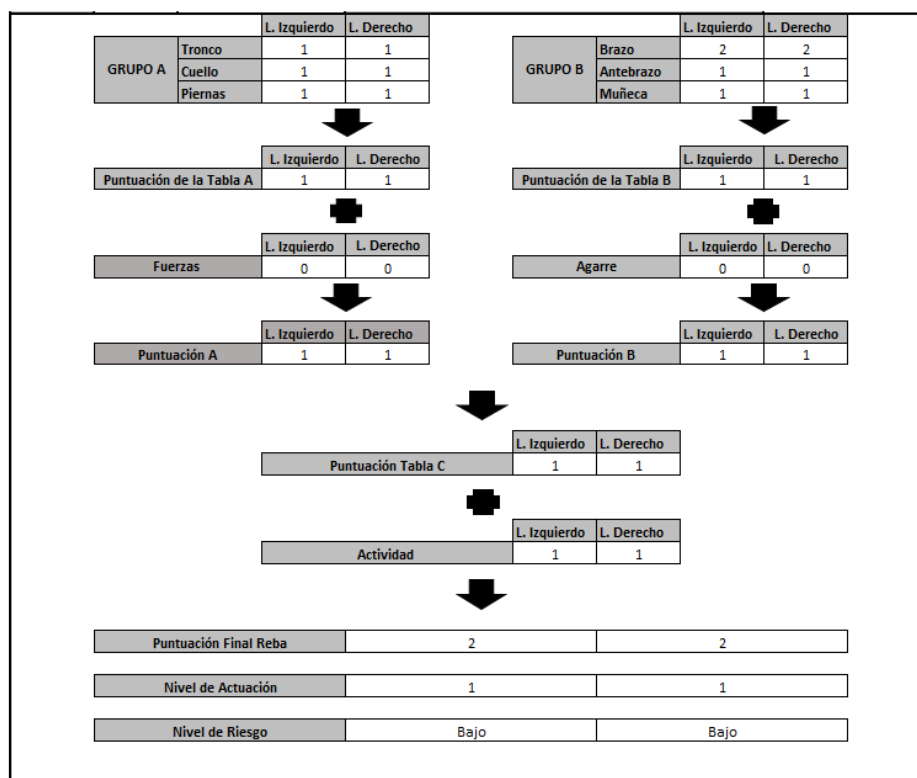 L. Izquierdo L. Derecho L. Izquierdo L. Derecho
Tronco 1 1 Brazo 2 2
GRUPO A Cuello 1 1 GRUPO B Antebrazo 1 1
Piernas 1 1 Muñeca 1 1
L. Izquierdo L. Derecho L. Izquierdo L. Derecho
Puntuación de la Tabla A 1 1 Puntuación de la Tabla B 1 1
L. Izquierdo L. Derecho L. Izquierdo L. Derecho
Fuerzas 0 0 Agarre 0 0
L. Izquierdo L. Derecho L. Izquierdo L. Derecho
Puntuación A 1 1 Puntuación B 1 1
L. Izquierdo L. Derecho
Puntuación Tabla C 1 1
L. Izquierdo L. Derecho
Actividad 1 1
Puntuación Final Reba 2 2
Nivel de Actuación 1 1
Nivel de Riesgo Bajo Bajo